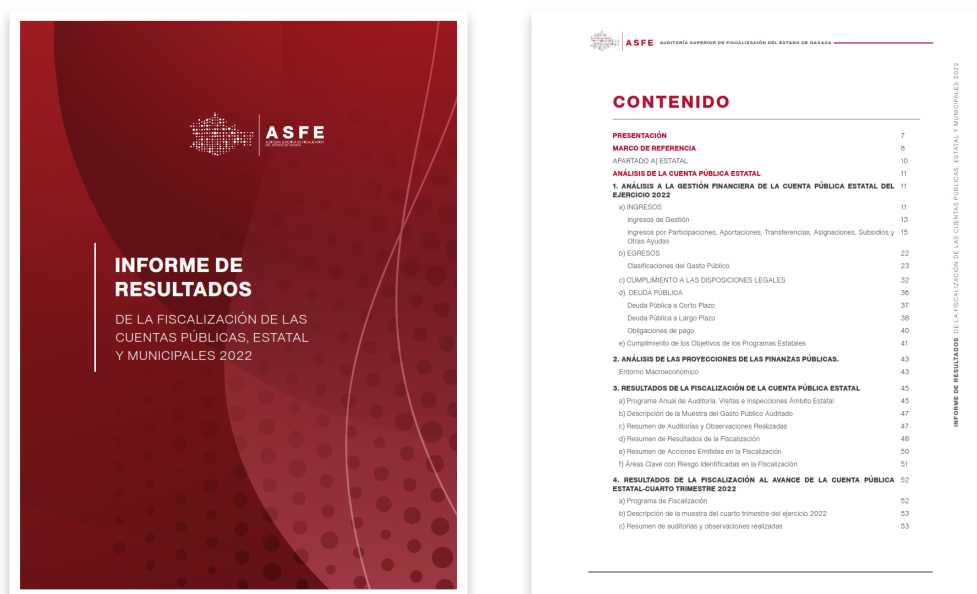 ASFE
INFORME DE
RESULTADOS
DE LA FISCALIZACIÓN DE LAS
CUENTAS PÚBLICAS, ESTATAL
Y MUNICIPALES 2022
ASFE AUDITORÍA SUPERIOR DE FISCALIZACIÓN DEL ESTADO DE OAXACA
CONTENIDO
PRESENTACIÓN 7
MARCO DE REFERENCIA 8
APARTADO A) ESTATAL 10
ANÁLISIS DE LA CUENTA PÚBLICA ESTATAL 11
1. ANÁLISIS A LA GESTIÓN FINANCIERA DE LA CUENTA PÚBLICA ESTATAL DEL 11
EJERCICIO 2022
a) INGRESOS 11
Ingresos de Gestión 13
Ingresos por Participaciones, Aportaciones, Transferencias, Asignaciones, Subsidios y 15
Otras Ayudas
b) EGRESOS 22
Clasificaciones del Gasto Público 23
c) CUMPLIMIENTO A LAS DISPOSICIONES LEGALES 32
d) DEUDA PÚBLICA 36
Deuda Pública a Corto Plazo 37
Deuda Pública a Largo Plazo 38
Obligaciones de pago 40
e) Cumplimiento de los Objetivos de los Programas Estatales 41
2. ANÁLISIS DE LAS PROYECCIONES DE LAS FINANZAS PÚBLICAS. 43
Entorno Macroeconómico 43
3. RESULTADOS DE LA FISCALIZACIÓN DE LA CUENTA PÚBLICA ESTATAL 45
a) Programa Anual de Auditoría, Visitas e Inspecciones Ámbito Estatal 45
b) Descripción de la Muestra del Gasto Público Auditado 47
c) Resumen de Auditorías y Observaciones Realizadas 47
d) Resumen de Resultados de la Fiscalización 48
e) Resumen de Acciones Emitidas en la Fiscalización 50
f) Áreas Clave con Riesgo Identificadas en la Fiscalización 51
4. RESULTADOS DE LA FISCALIZACIÓN AL AVANCE DE LA CUENTA PÚBLICA 52
ESTATAL-CUARTO TRIMESTRE 2022
a) Programa de Fiscalización 52
b) Descripción de la muestra del cuarto trimestre del ejercicio 2022 53
c) Resumen de auditorías y observaciones realizadas 53
INFORME DE RESULTADOS DE LA FISCALIZACIÓN DE LAS CUENTAS PÚBLICAS, ESTATAL Y MUNICIPALES 2022